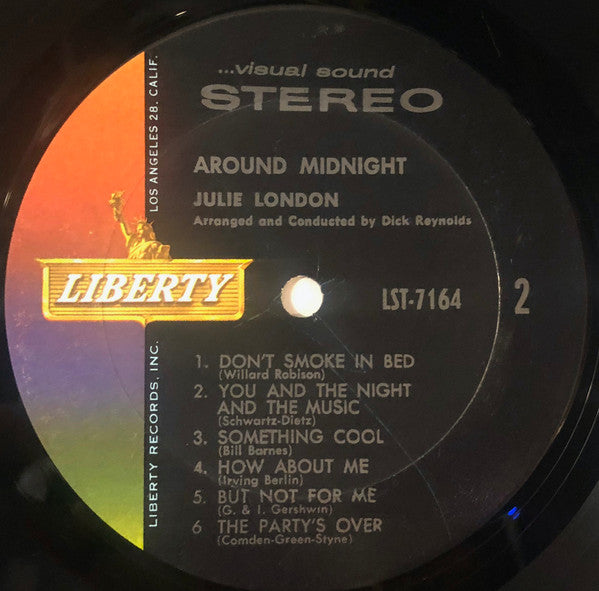 ...visual sound
STEREO
AROUND MIDNIGHT
JULIE LONDON
Arranged and Conducted by Dick Reynolds
LIBERTY
LST-7164
2
1. DON'T SMOKE IN BED
(Willard Robison)
2. YOU AND THE NIGHT
AND THE MUSIC
(Schwartz-Dietz)
3. SOMETHING COOL
(Bill Barnes)
4. HOW ABOUT ME
(Irving Berlin)
5. BUT NOT FOR ME
(G. & I. Gershwin)
6 THE PARTY'S OVER
(Comden-Green-Styne)
LIBERTY RECORDS, INC.
LOS ANGELES 28, CALIF.